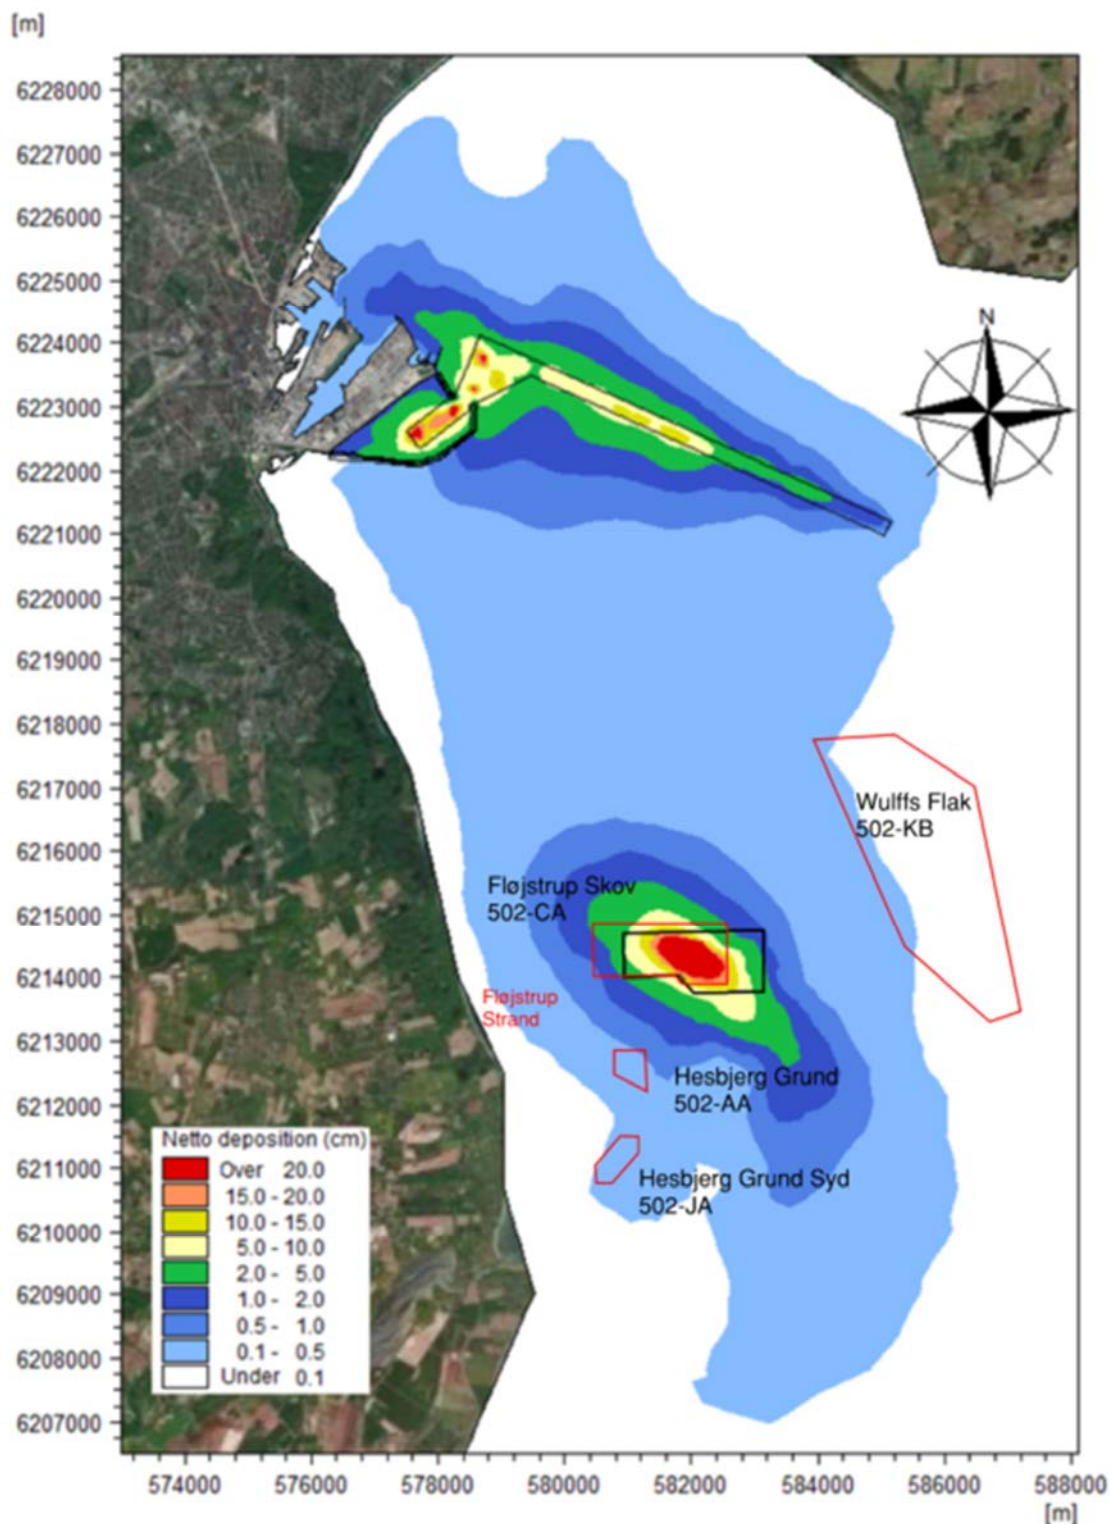 [m]
6228000
6227000
6226000
6225000
6224000
6223000
6222000
6221000
6220000
6219000
6218000
6217000
6216000
6215000
6214000
6213000
6212000
6211000
6210000
6209000
6208000
6207000
N
Wulffs Flak
502-KB
Fløjstrup Skov
502-CA
Fløjstrup
Strand
Hesbjerg Grund
502-AA
Hesbjerg Grund Syd
502-JA
Netto deposition (cm)
Over 20.0
15.0 - 20.0
10.0 - 15.0
5.0 - 10.0
2.0 - 5.0
1.0 - 2.0
0.5 - 1.0
0.1 - 0.5
Under 0.1
574000 576000 578000 580000 582000 584000 586000 588000
[m]